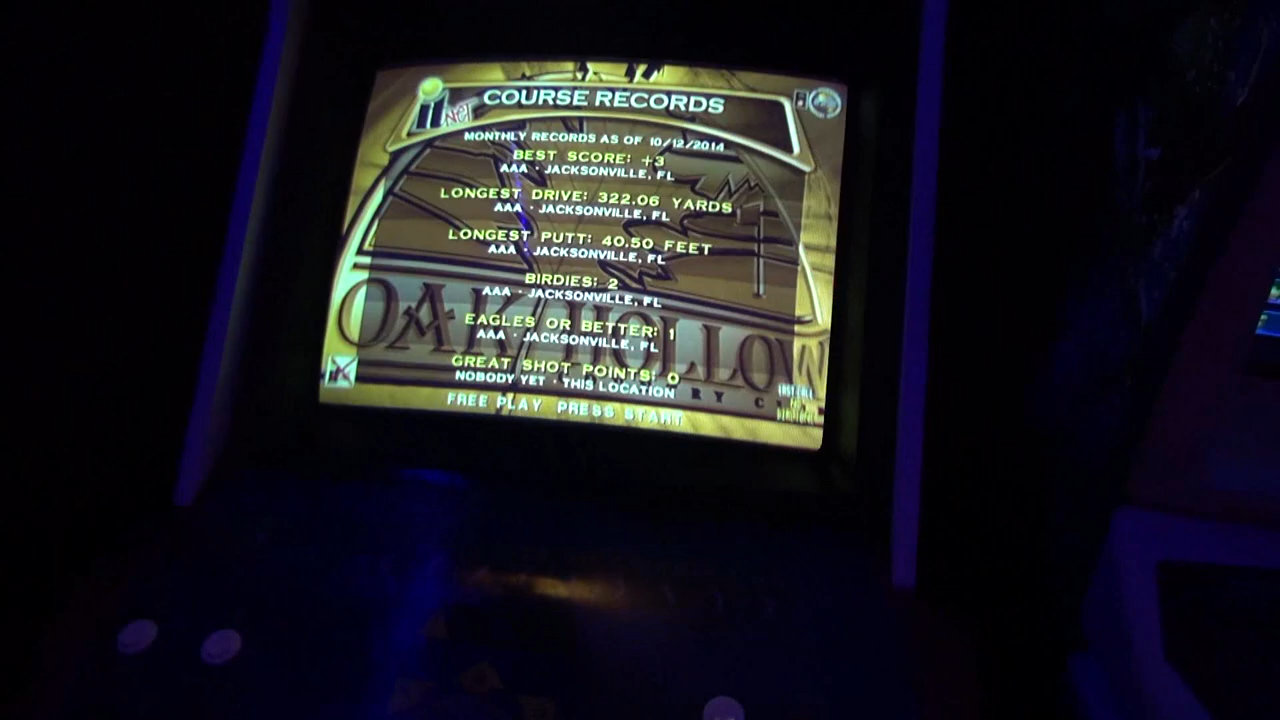 COURSE RECORDS
NET
MONTHLY RECORDS AS OF 10/12/2014
BEST SCORE: +3
AAA · JACKSONVILLE, FL
LONGEST DRIVE: 322.06 YARDS
AAA · JACKSONVILLE, FL
LONGEST PUTT: 40.50 FEET
AAA · JACKSONVILLE, FL
BIRDIES: 2
AAA · JACKSONVILLE, FL
EAGLES OR BETTER: 1
AAA · JACKSONVILLE, FL
OAK HOLLOW
GREAT SHOT POINTS: 0
NOBODY YET · THIS LOCATION
FREE PLAY PRESS START